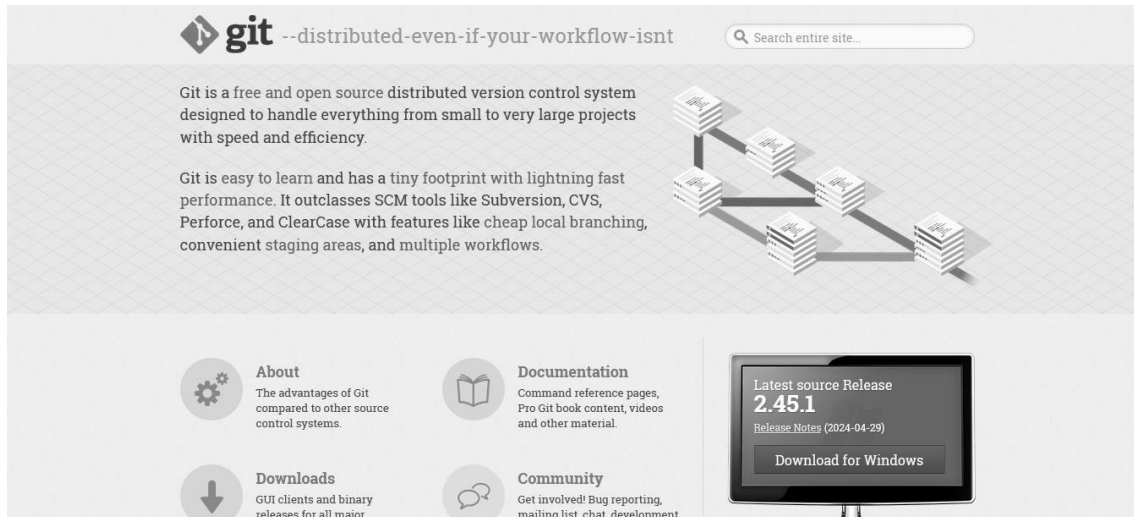 git --distributed-even-if-your-workflow-isnt
Search entire site...
Git is a free and open source distributed version control system
designed to handle everything from small to very large projects
with speed and efficiency.
Git is easy to learn and has a tiny footprint with lightning fast
performance. It outclasses SCM tools like Subversion, CVS,
Perforce, and ClearCase with features like cheap local branching,
convenient staging areas, and multiple workflows.
About
The advantages of Git
compared to other source
control systems.
Documentation
Command reference pages,
Pro Git book content, videos
and other material.
Downloads
GUI clients and binary
releases for all major
Community
Get involved! Bug reporting,
mailing list, chat, development
Latest source Release
2.45.1
Release Notes (2024-04-29)
Download for Windows